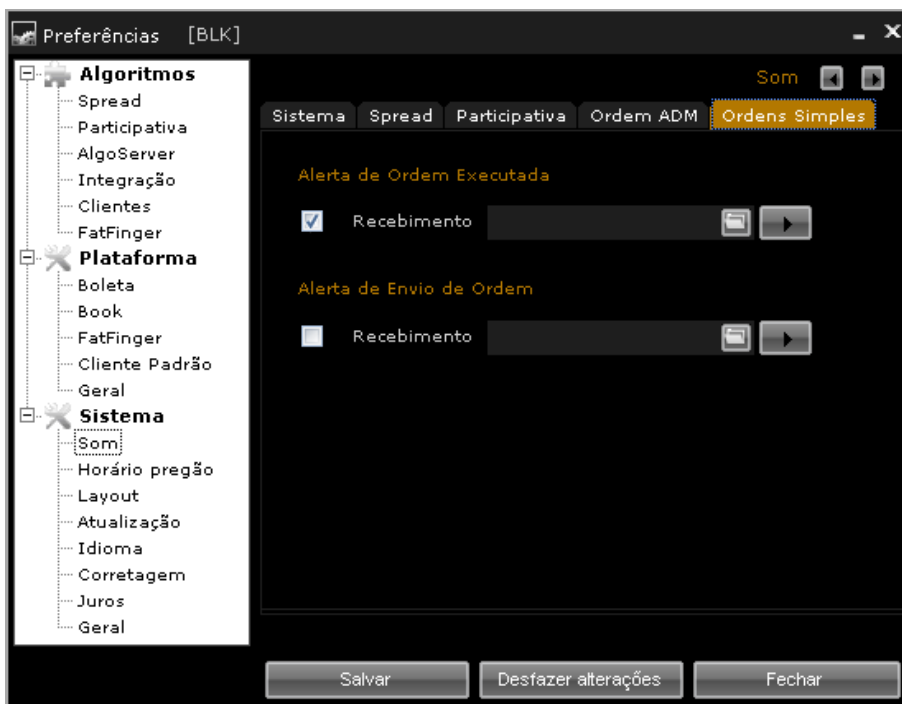 Preferências [BLK]
Algoritmos
Spread
Participativa
AlgoServer
Integração
Clientes
FatFinger
Plataforma
Boleta
Book
FatFinger
Cliente Padrão
Geral
Sistema
Som
Horário pregão
Layout
Atualização
Idioma
Corretagem
Juros
Geral
Som
Sistema Spread Participativa Ordem ADM Ordens Simples
Alerta de Ordem Executada
Recebimento
Alerta de Envio de Ordem
Recebimento
Salvar Desfazer alterações Fechar